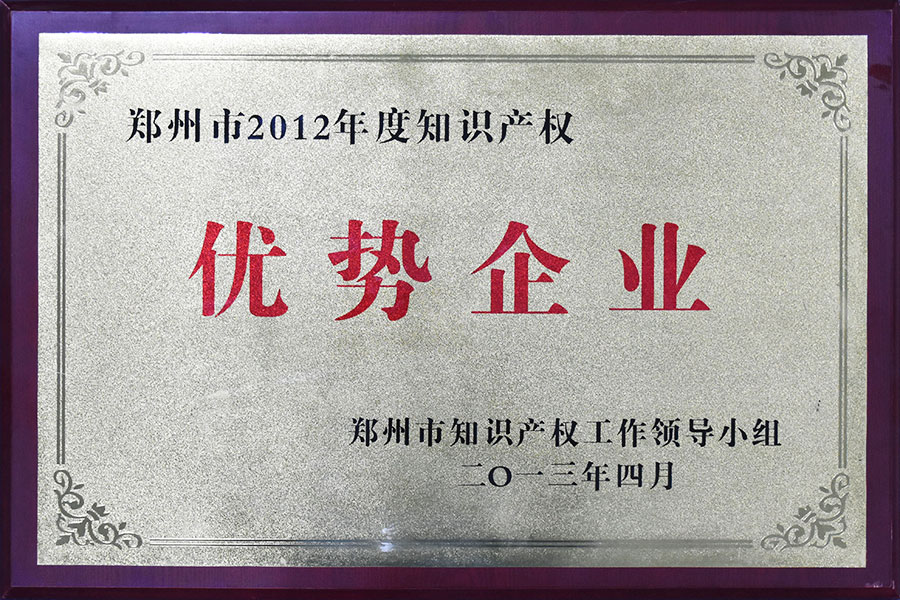 郑州市2012年度知识产权
优势企业
郑州市知识产权工作领导小组
二〇一三年四月